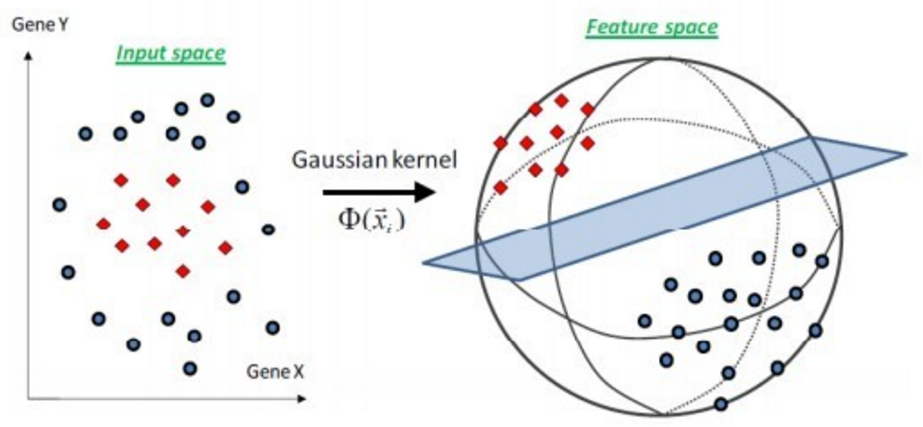 Gene Y
Input space
Gene X
Gaussian kernel
Φ(x⃗ᵢ)
Feature space